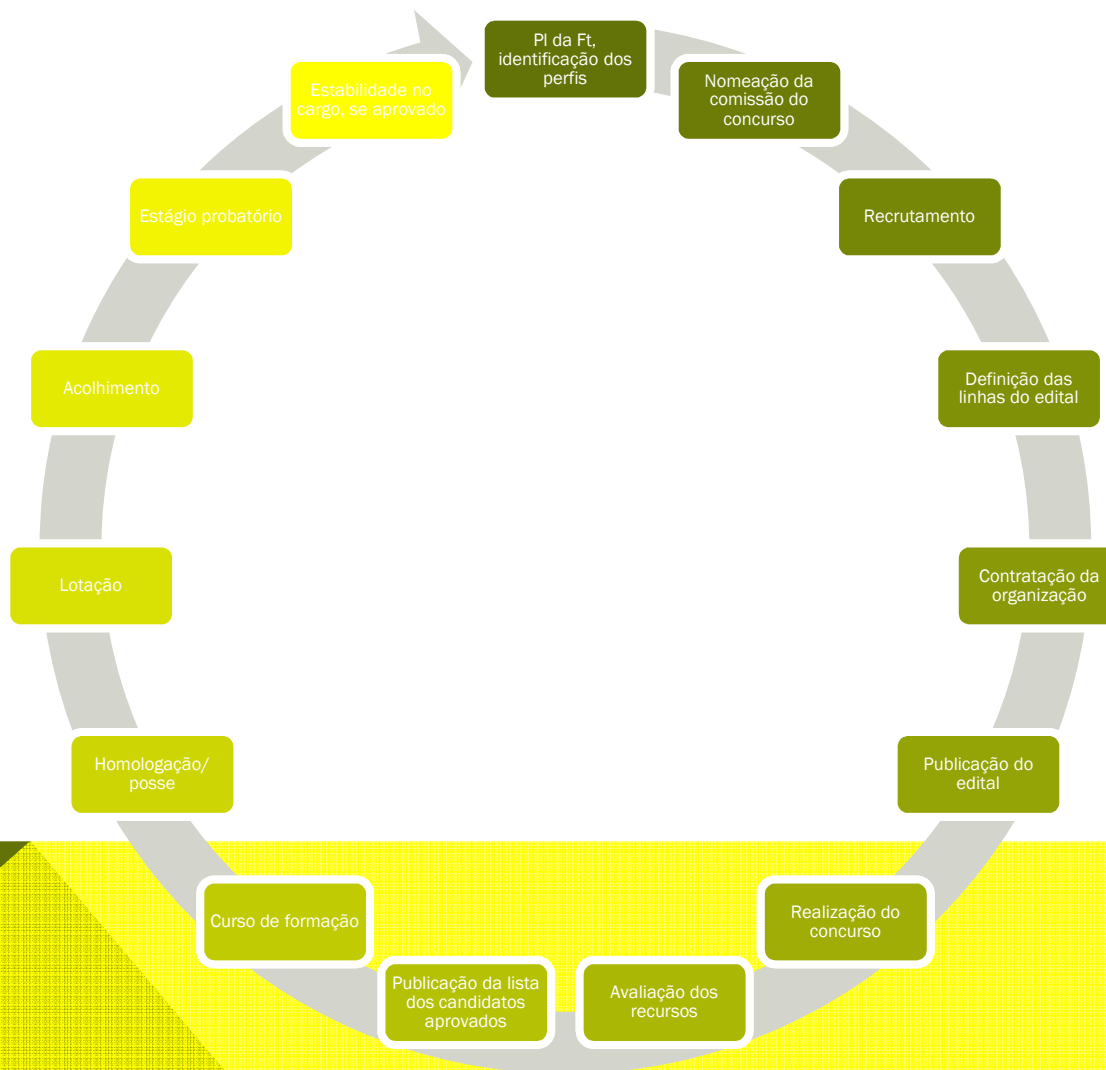 Pl da Ft,
identificação dos
perfis
Nomeação da
comissão do
concurso
Recrutamento
Definição das
linhas do edital
Contratação da
organização
Publicação do
edital
Realização do
concurso
Avaliação dos
recursos
Publicação da lista
dos candidatos
aprovados
Curso de formação
Homologação/
posse
Lotação
Acolhimento
Estágio probatório
Estabilidade no
cargo, se aprovado